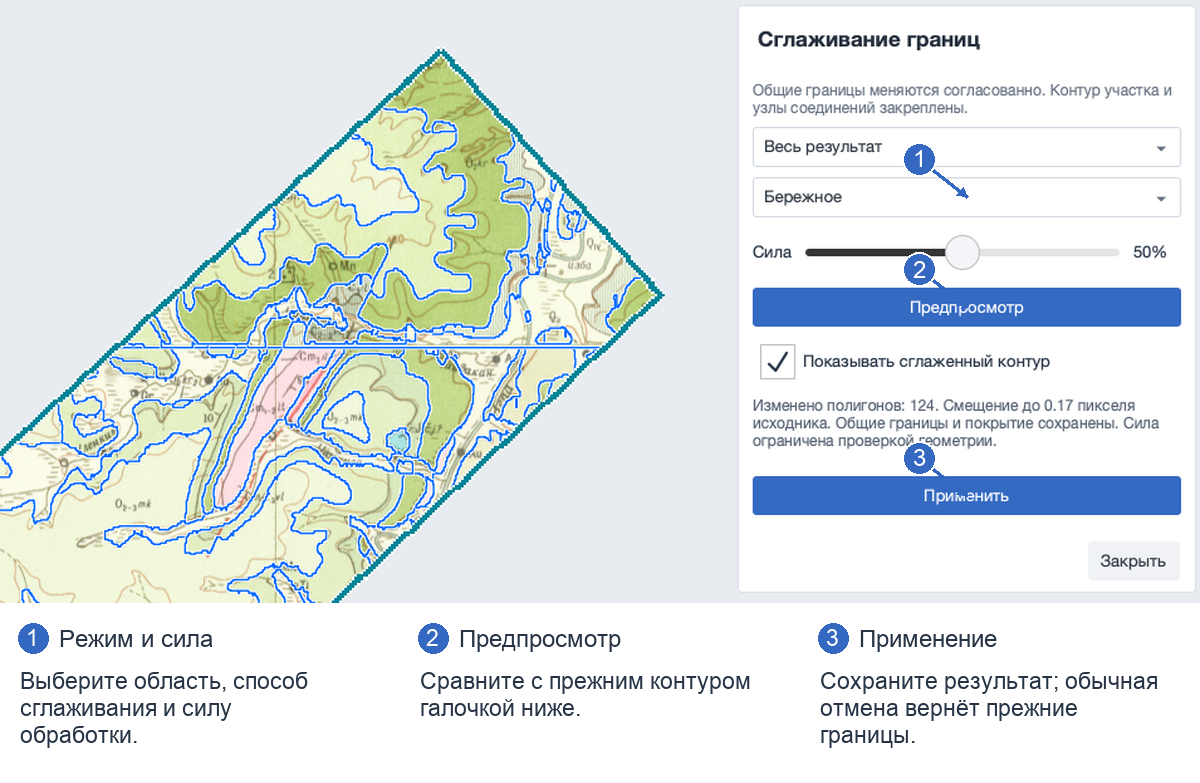 Сглаживание границ
Общие границы меняются согласованно. Контур участка и
узлы соединений закреплены.
Весь результат
1
Бережное
Сила
50%
2
Предпросмотр
Показывать сглаженный контур
Изменено полигонов: 124. Смещение до 0.17 пикселя
исходника. Общие границы и покрытие сохранены. Сила
ограничена проверкой геометрии.
3
Применить
Закрыть
Мл
изба
10
1 Режим и сила
Выберите область, способ
сглаживания и силу
обработки.
2 Предпросмотр
Сравните с прежним контуром
галочкой ниже.
3 Применение
Сохраните результат; обычная
отмена вернёт прежние
границы.